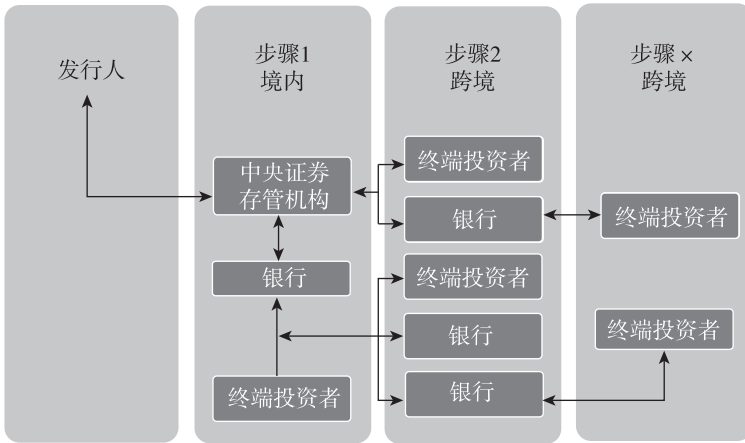 发行人
步骤1
境内
中央证券
存管机构
银行
终端投资者
步骤2
跨境
终端投资者
银行
终端投资者
银行
银行
步骤×
跨境
终端投资者
终端投资者